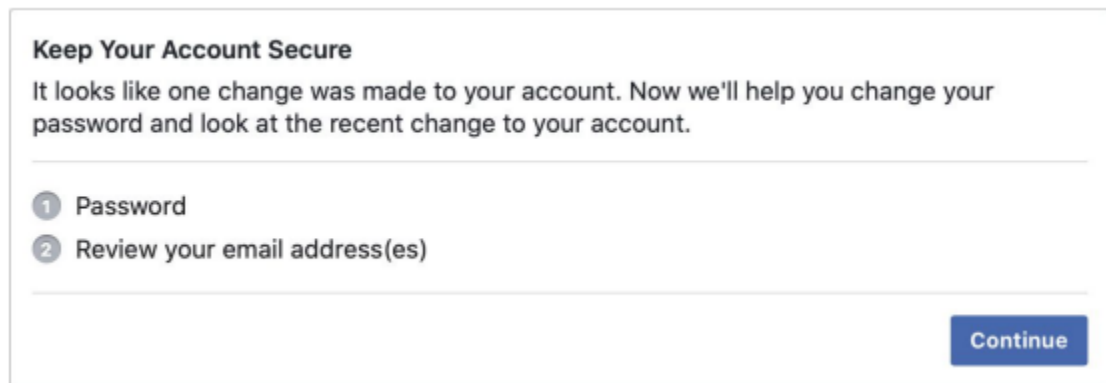 Keep Your Account Secure
It looks like one change was made to your account. Now we'll help you change your
password and look at the recent change to your account.
1 Password
2 Review your email address(es)
Continue